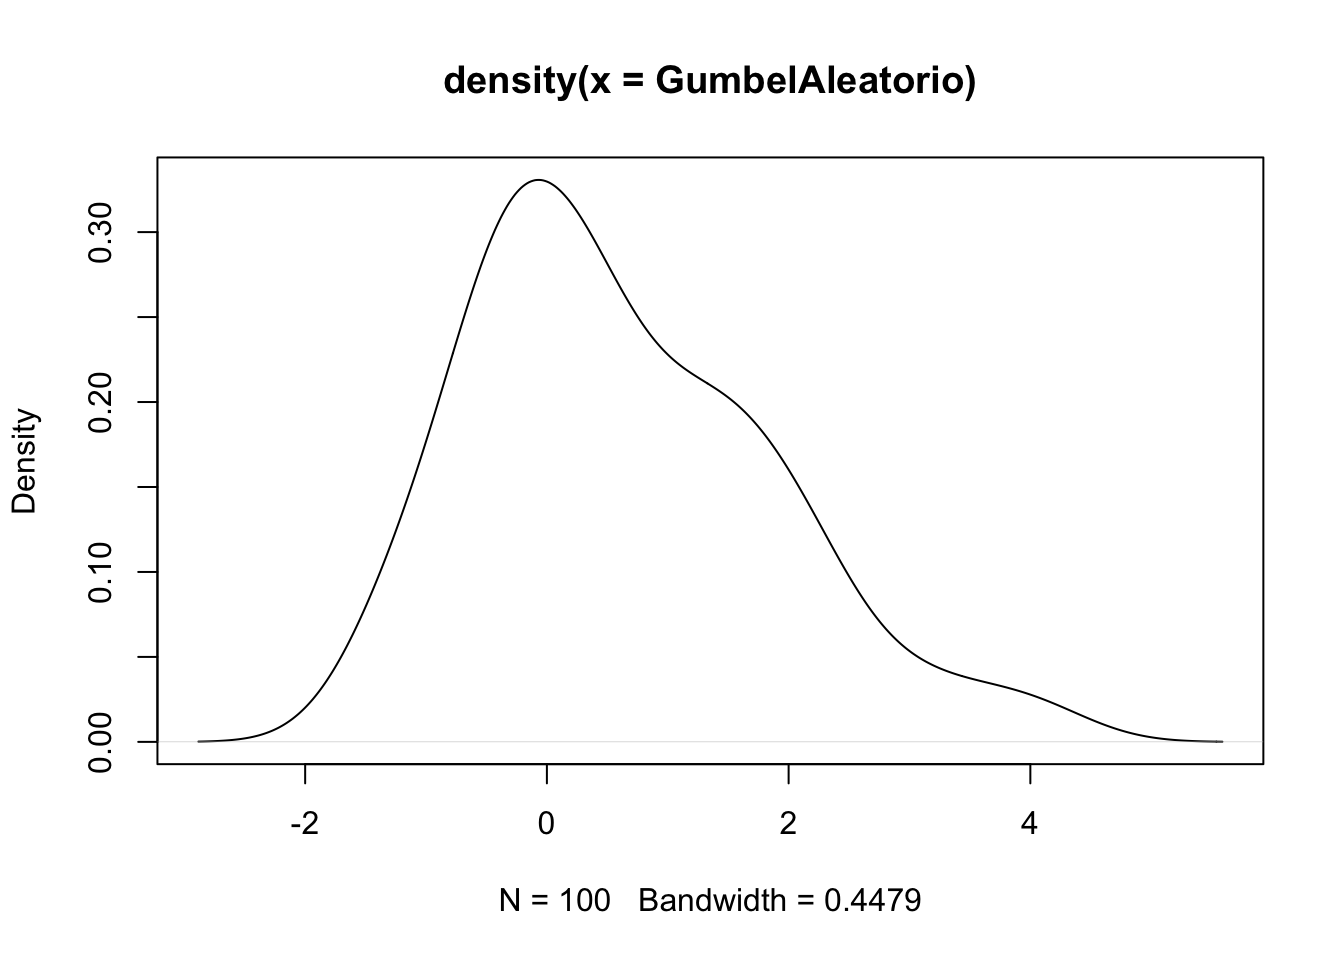 density(x = GumbelAleatorio)
Density
0.30
0.20
0.10
0.00
-2 0 2 4
N = 100 Bandwidth = 0.4479